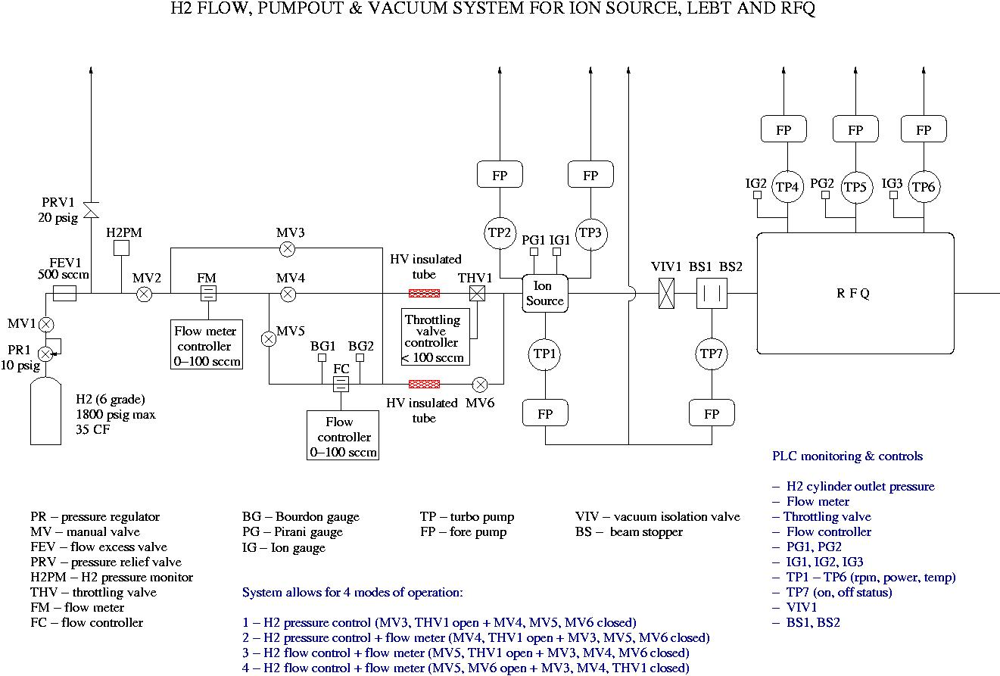 H2 FLOW, PUMPOUT & VACUUM SYSTEM FOR ION SOURCE, LEBT AND RFQ
FP
FP
FP
FP
FP
IG2
TP4
PG2
TP5
IG3
TP6
PRV1
20 psig
H2PM
MV3
TP2
PG1
IG1
TP3
FEV1
500 sccm
MV2
FM
MV4
HV insulated
tube
THV1
Ion
Source
VIV1
BS1
BS2
R F Q
MV1
PR1
10 psig
Flow meter
controller
0–100 sccm
MV5
BG1
BG2
FC
Throttling
valve
controller
< 100 sccm
TP1
TP7
H2 (6 grade)
1800 psig max
35 CF
HV insulated
tube
MV6
FP
FP
Flow
controller
0–100 sccm
PLC monitoring & controls
– H2 cylinder outlet pressure
– Flow meter
– Throttling valve
– Flow controller
– PG1, PG2
– IG1, IG2, IG3
– TP1 – TP6 (rpm, power, temp)
– TP7 (on, off status)
– VIV1
– BS1, BS2
PR – pressure regulator
MV – manual valve
FEV – flow excess valve
PRV – pressure relief valve
H2PM – H2 pressure monitor
THV – throttling valve
FM – flow meter
FC – flow controller
BG – Bourdon gauge
PG – Pirani gauge
IG – Ion gauge
TP – turbo pump
FP – fore pump
VIV – vacuum isolation valve
BS – beam stopper
System allows for 4 modes of operation:
1 – H2 pressure control (MV3, THV1 open + MV4, MV5, MV6 closed)
2 – H2 pressure control + flow meter (MV4, THV1 open + MV3, MV5, MV6 closed)
3 – H2 flow control + flow meter (MV5, THV1 open + MV3, MV4, MV6 closed)
4 – H2 flow control + flow meter (MV5, MV6 open + MV3, MV4, THV1 closed)